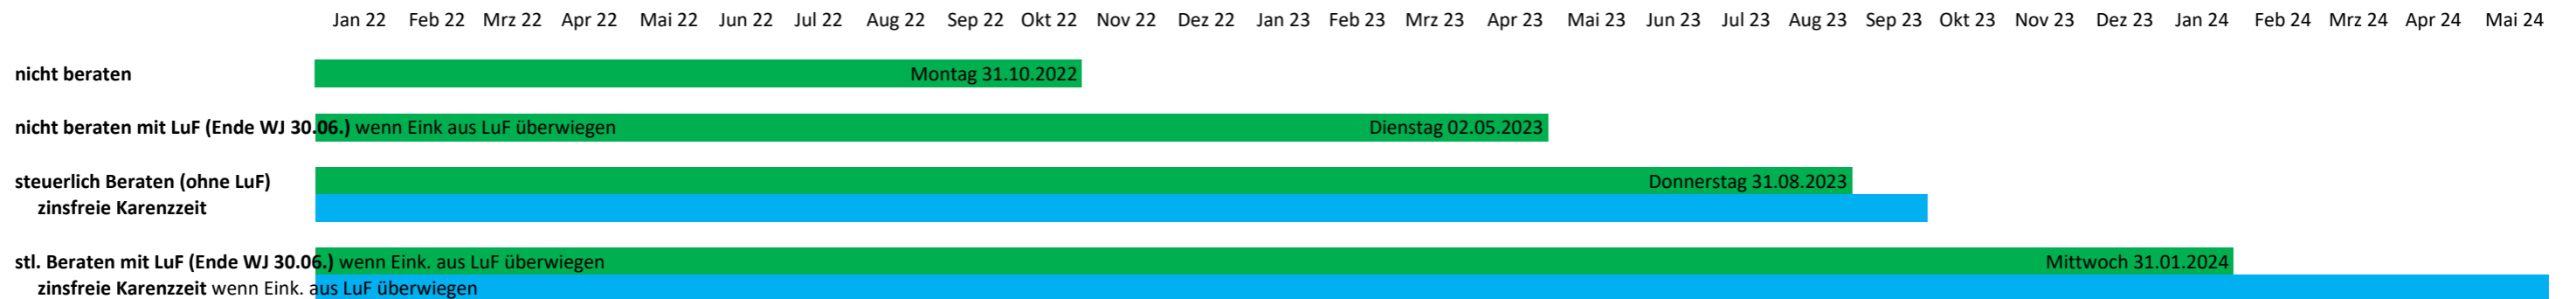 Jan 22 Feb 22 Mrz 22 Apr 22 Mai 22 Jun 22 Jul 22 Aug 22 Sep 22 Okt 22 Nov 22 Dez 22 Jan 23 Feb 23 Mrz 23 Apr 23 Mai 23 Jun 23 Jul 23 Aug 23 Sep 23 Okt 23 Nov 23 Dez 23 Jan 24 Feb 24 Mrz 24 Apr 24 Mai 24
nicht beraten Montag 31.10.2022
nicht beraten mit LuF (Ende WJ 30.06.) wenn Eink aus LuF überwiegen Dienstag 02.05.2023
steuerlich Beraten (ohne LuF) Donnerstag 31.08.2023
zinsfreie Karenzzeit
stl. Beraten mit LuF (Ende WJ 30.06.) wenn Eink. aus LuF überwiegen Mittwoch 31.01.2024
zinsfreie Karenzzeit wenn Eink. aus LuF überwiegen